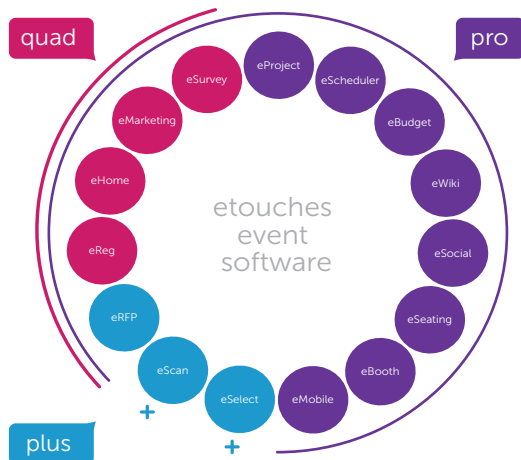 quad
pro
eProject
eSurvey
eScheduler
eMarketing
eBudget
eHome
eWiki
etouches
event
software
eReg
eSocial
eRFP
eSeating
eScan
eBooth
eSelect
eMobile
+
+
plus